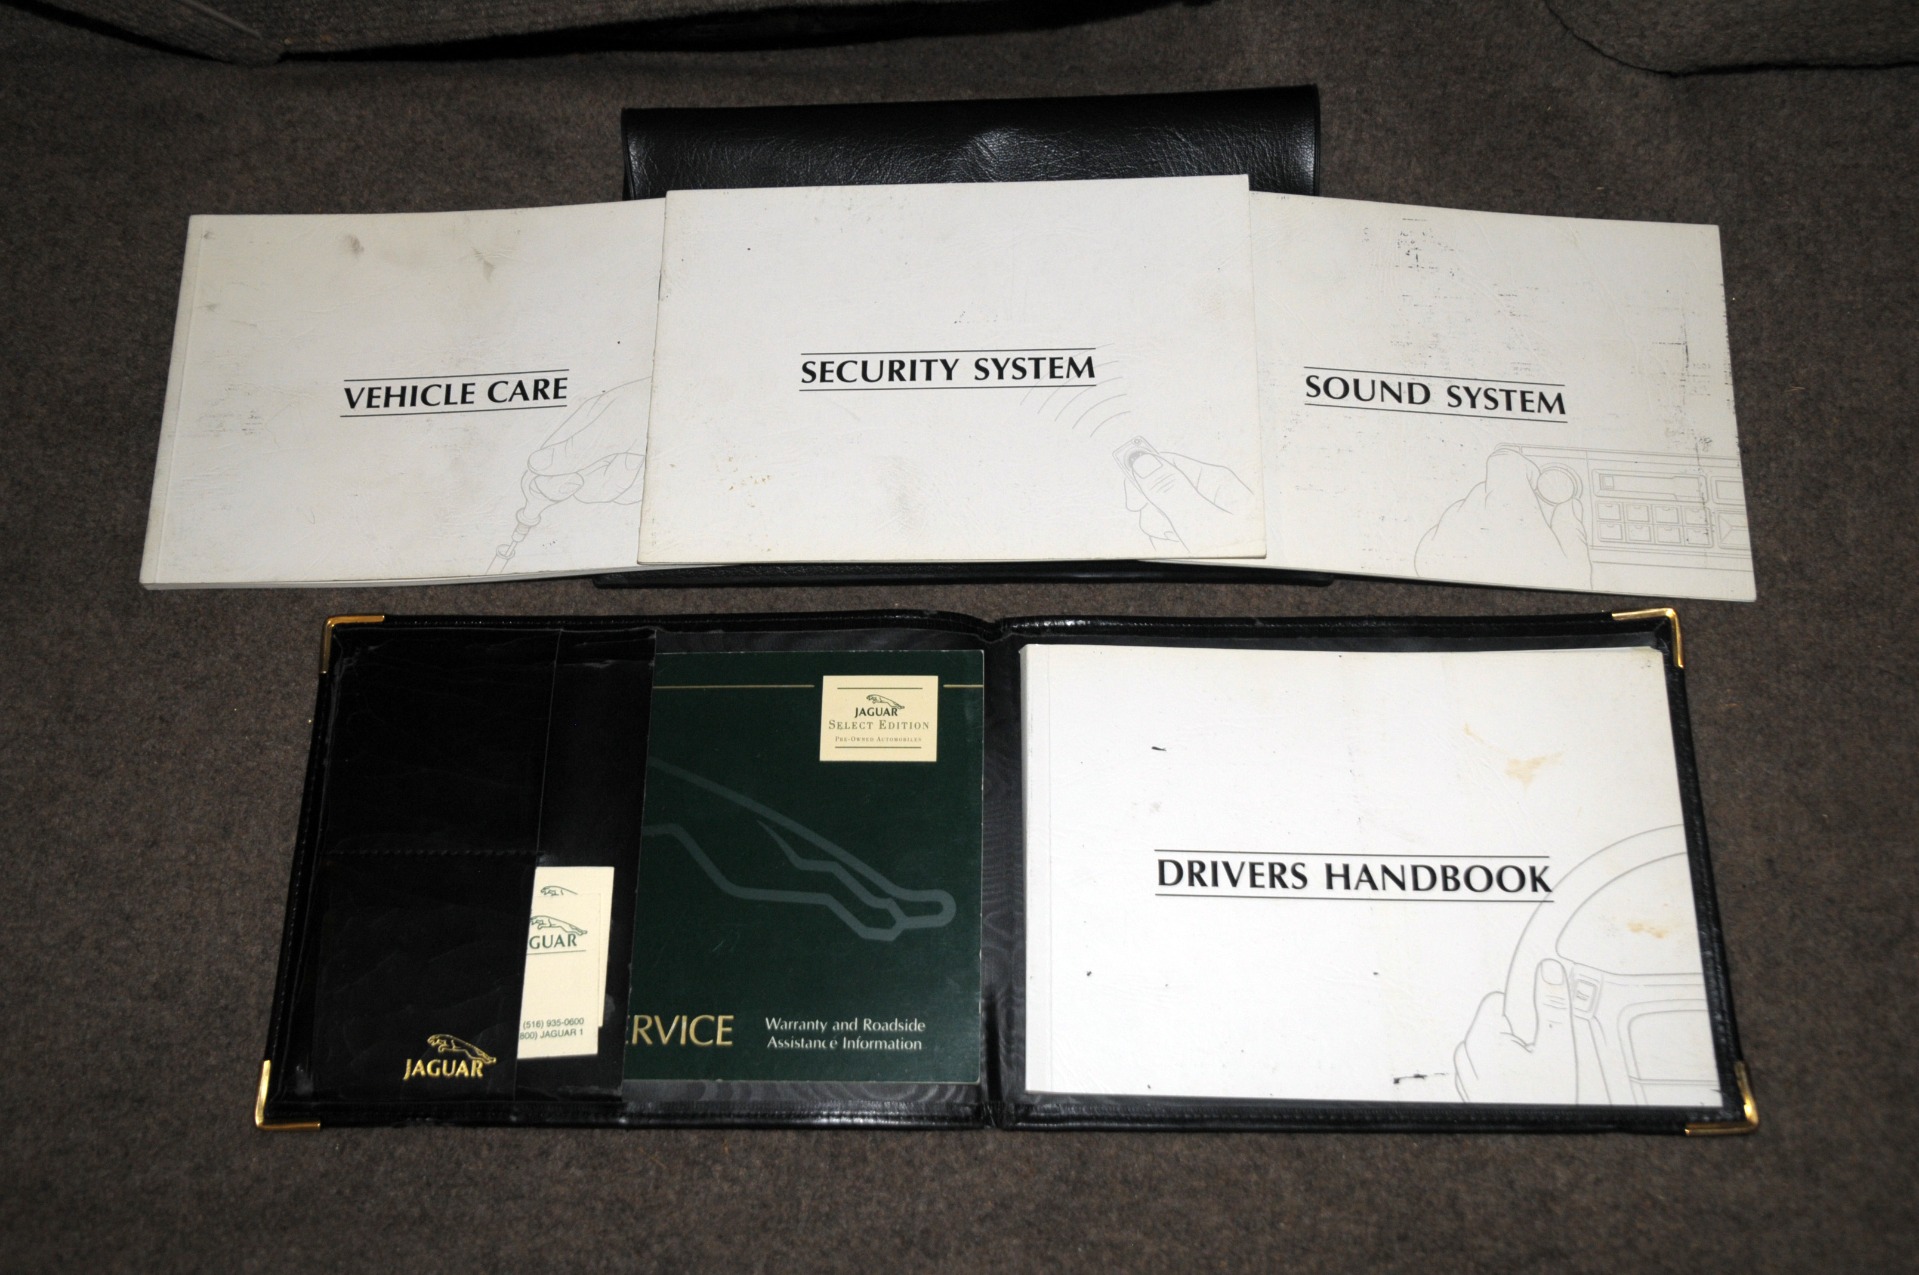 VEHICLE CARE
SECURITY SYSTEM
SOUND SYSTEM
JAGUAR
SELECT EDITION
PRE-OWNED AUTOMOBILES
GUAR
(516) 935-0600
800) JAGUAR 1
JAGUAR
ERVICE
Warranty and Roadside
Assistance Information
DRIVERS HANDBOOK